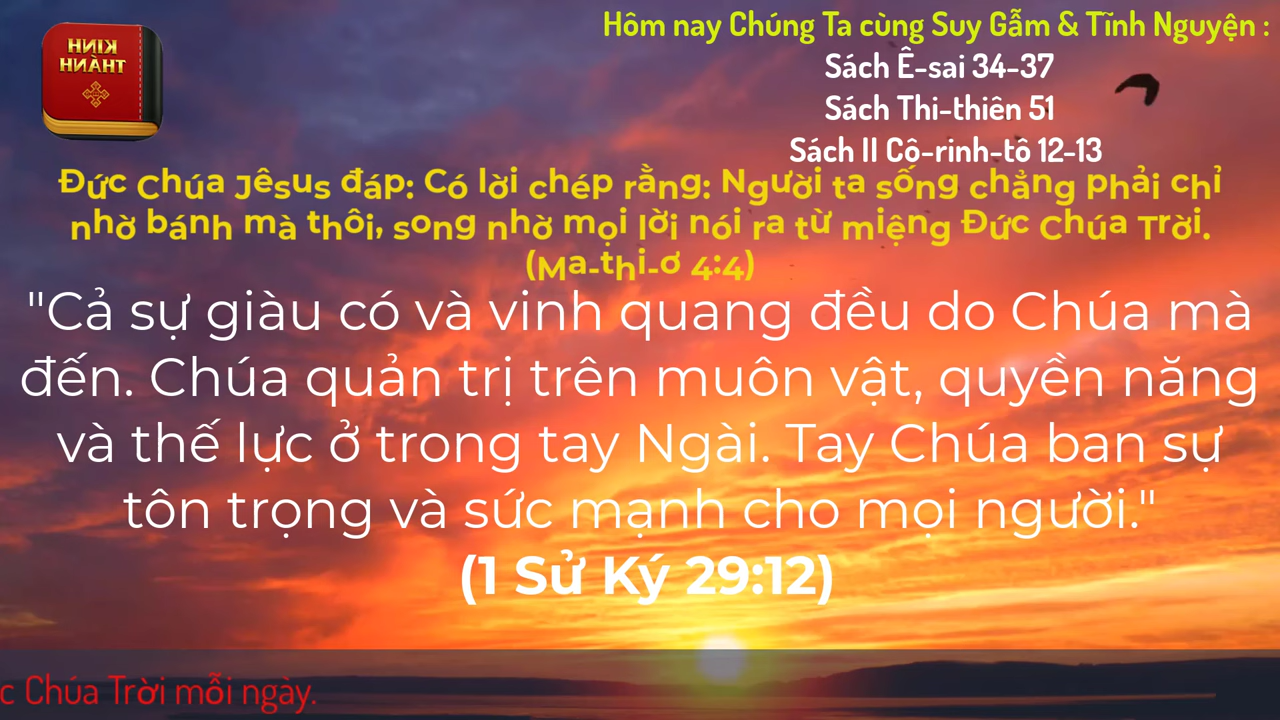 KINH
THÁNH
Hôm nay Chúng Ta cùng Suy Gẫm & Tĩnh Nguyện :
Sách Ê-sai 34-37
Sách Thi-thiên 51
Sách II Cô-rinh-tô 12-13
Đức Chúa Jêsus đáp: Có lời chép rằng: Người ta sống chẳng phải chỉ
nhờ bánh mà thôi, song nhờ mọi lời nói ra từ miệng Đức Chúa Trời.
(Ma-thi-ơ 4:4)
"Cả sự giàu có và vinh quang đều do Chúa mà
đến. Chúa quản trị trên muôn vật, quyền năng
và thế lực ở trong tay Ngài. Tay Chúa ban sự
tôn trọng và sức mạnh cho mọi người."
(1 Sử Ký 29:12)
c Chúa Trời mỗi ngày.